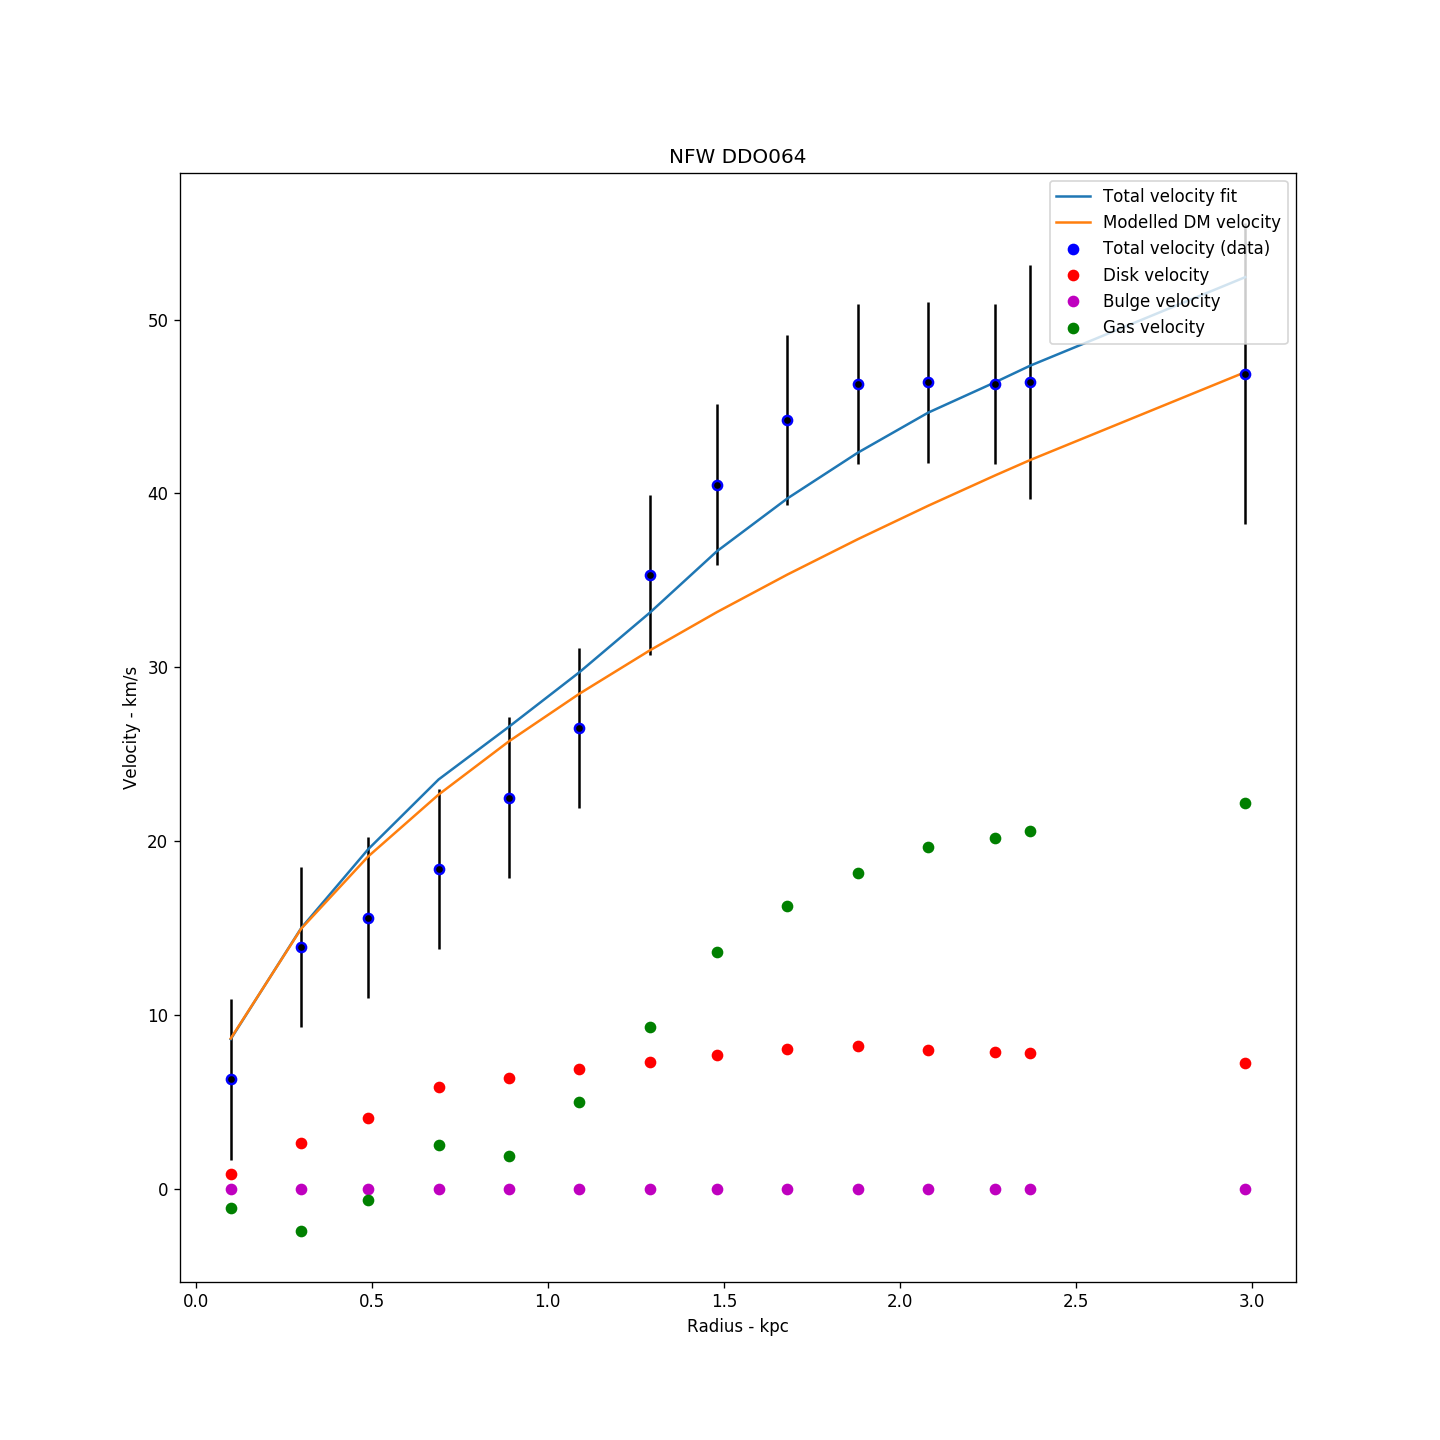 NFW DDO064
Total velocity fit
Modelled DM velocity
Total velocity (data)
Disk velocity
Bulge velocity
Gas velocity
50
40
30
20
10
0
Velocity - km/s
0.0 0.5 1.0 1.5 2.0 2.5 3.0
Radius - kpc